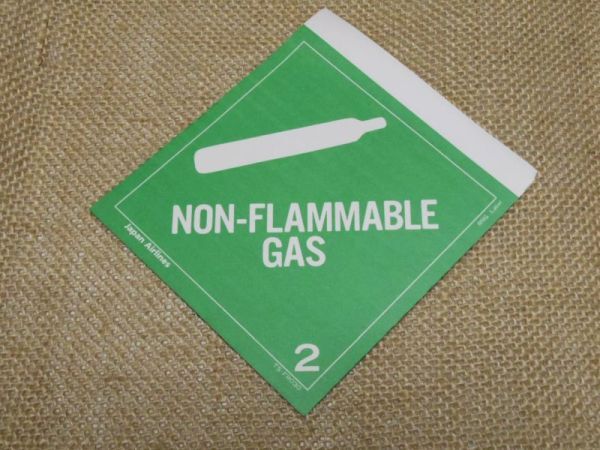 NON-FLAMMABLE
GAS
Japan Airlines
2